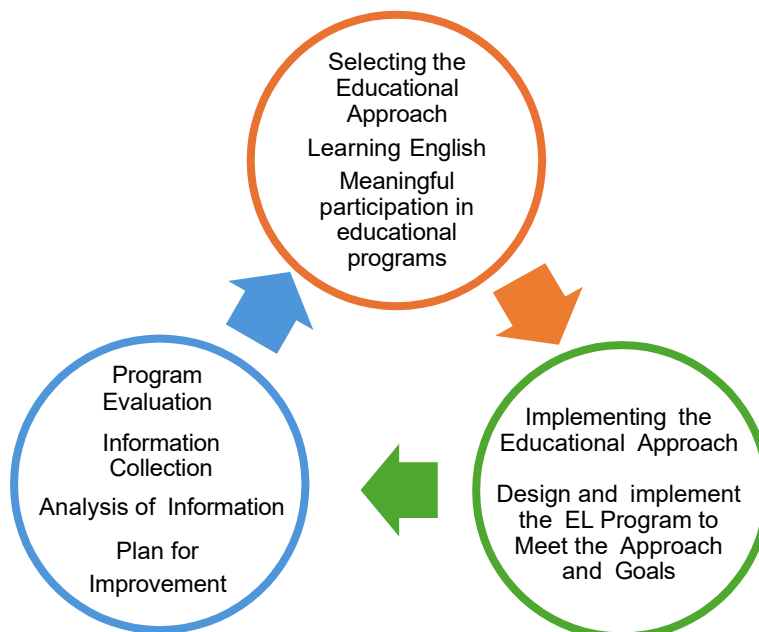 Selecting the
Educational
Approach
Learning English
Meaningful
participation in
educational
programs
Implementing the
Educational Approach
Design and implement
the EL Program to
Meet the Approach
and Goals
Program
Evaluation
Information
Collection
Analysis of Information
Plan for
Improvement